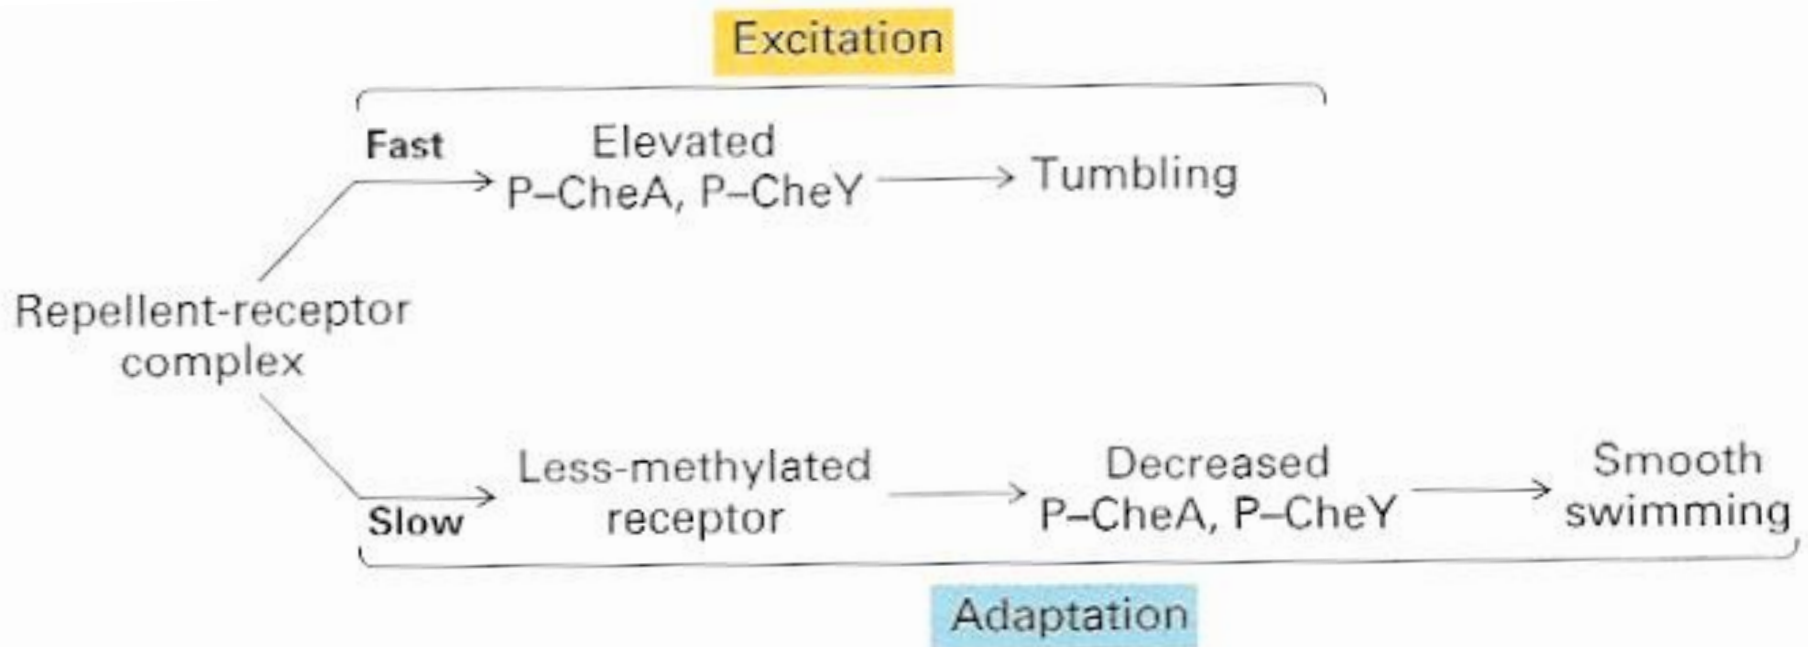 Excitation
Fast
Elevated
P–CheA, P–CheY
Tumbling
Repellent-receptor
complex
Slow
Less-methylated
receptor
Decreased
P–CheA, P–CheY
Smooth
swimming
Adaptation